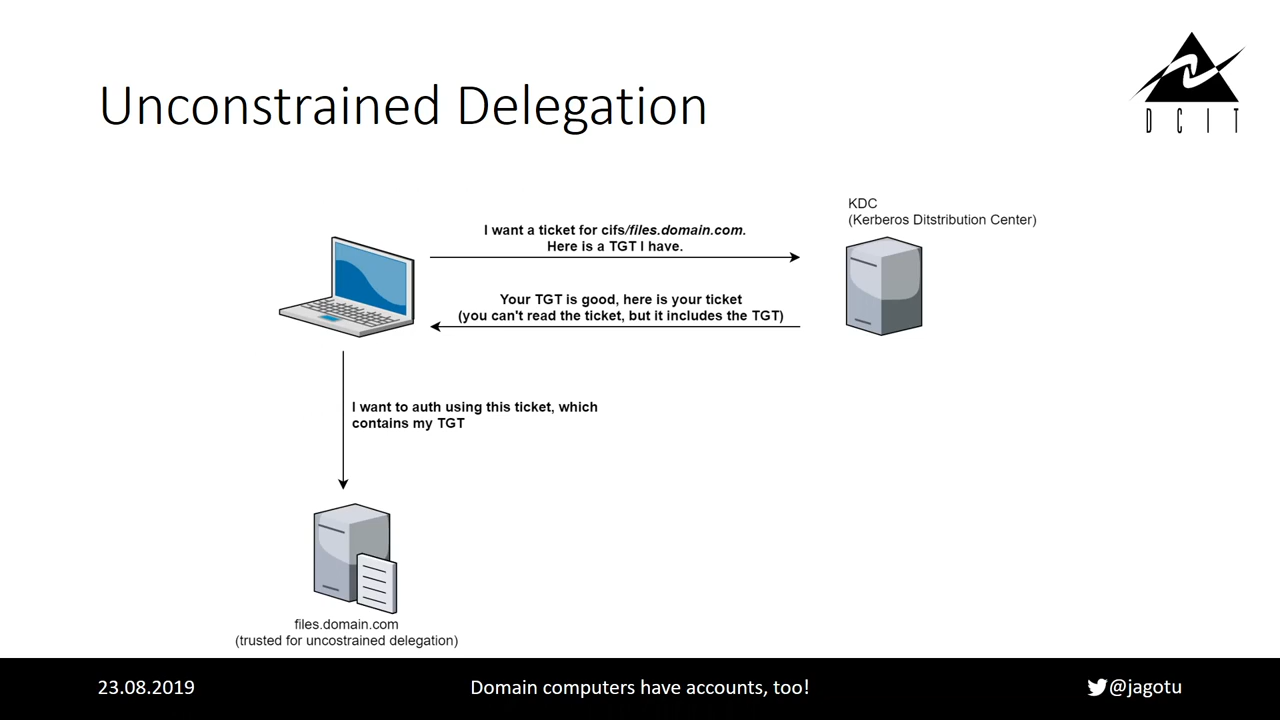 Unconstrained Delegation
DCIT
KDC
(Kerberos Ditstribution Center)
I want a ticket for cifs/files.domain.com.
Here is a TGT I have.
Your TGT is good, here is your ticket
(you can't read the ticket, but it includes the TGT)
I want to auth using this ticket, which
contains my TGT
files.domain.com
(trusted for uncostrained delegation)
23.08.2019
Domain computers have accounts, too!
@jagotu